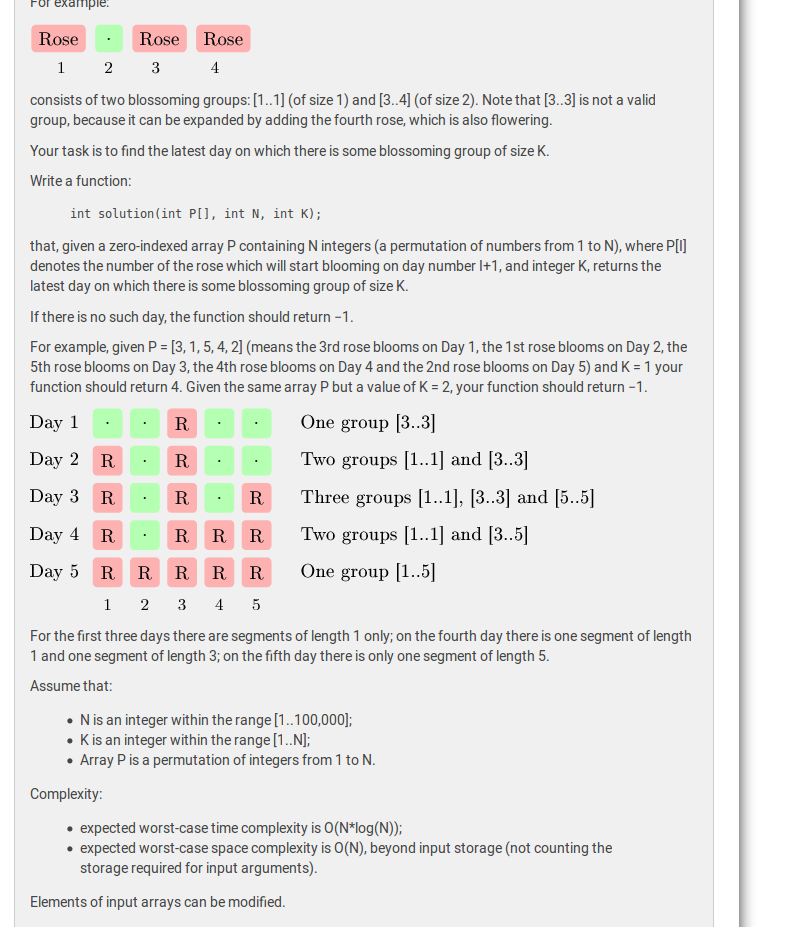 For example:
Rose · Rose Rose
1 2 3 4
consists of two blossoming groups: [1..1] (of size 1) and [3..4] (of size 2). Note that [3..3] is not a valid
group, because it can be expanded by adding the fourth rose, which is also flowering.
Your task is to find the latest day on which there is some blossoming group of size K.
Write a function:
int solution(int P[], int N, int K);
that, given a zero-indexed array P containing N integers (a permutation of numbers from 1 to N), where P[I]
denotes the number of the rose which will start blooming on day number I+1, and integer K, returns the
latest day on which there is some blossoming group of size K.
If there is no such day, the function should return −1.
For example, given P = [3, 1, 5, 4, 2] (means the 3rd rose blooms on Day 1, the 1st rose blooms on Day 2, the
5th rose blooms on Day 3, the 4th rose blooms on Day 4 and the 2nd rose blooms on Day 5) and K = 1 your
function should return 4. Given the same array P but a value of K = 2, your function should return −1.
Day 1 · · R · · One group [3..3]
Day 2 R · R · · Two groups [1..1] and [3..3]
Day 3 R · R · R Three groups [1..1], [3..3] and [5..5]
Day 4 R · R R R Two groups [1..1] and [3..5]
Day 5 R R R R R One group [1..5]
1 2 3 4 5
For the first three days there are segments of length 1 only; on the fourth day there is one segment of length
1 and one segment of length 3; on the fifth day there is only one segment of length 5.
Assume that:
• N is an integer within the range [1..100,000];
• K is an integer within the range [1..N];
• Array P is a permutation of integers from 1 to N.
Complexity:
• expected worst-case time complexity is O(N*log(N));
• expected worst-case space complexity is O(N), beyond input storage (not counting the
storage required for input arguments).
Elements of input arrays can be modified.